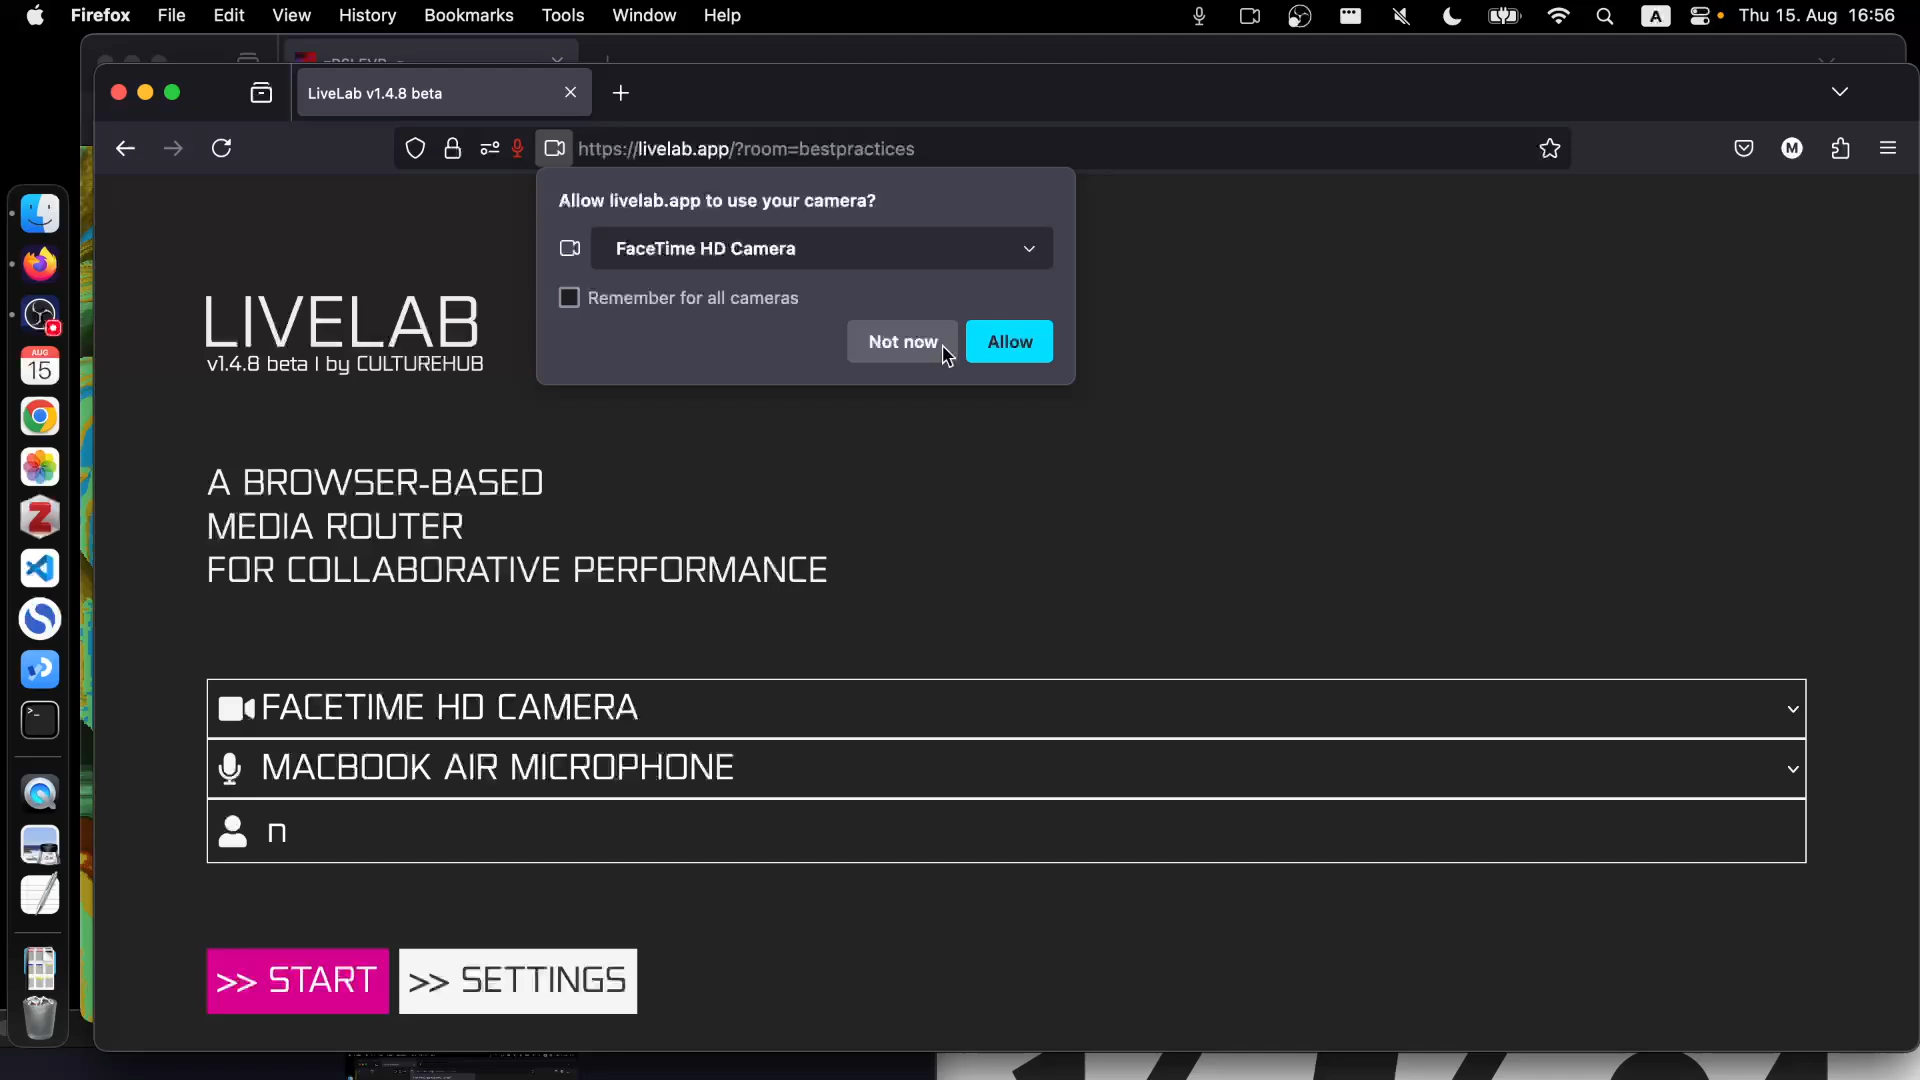 Firefox File Edit View History Bookmarks Tools Window Help A Thu 15. Aug 16:56
LiveLab v1.4.8 beta
M https://livelab.app/?room=bestpractices
Allow livelab.app to use your camera?
FaceTime HD Camera
Remember for all cameras
Not now Allow
AUG
15
LIVELAB
v1.4.8 beta | by CULTUREHUB
A BROWSER-BASED
MEDIA ROUTER
FOR COLLABORATIVE PERFORMANCE
FACETIME HD CAMERA
MACBOOK AIR MICROPHONE
n
>> START >> SETTINGS